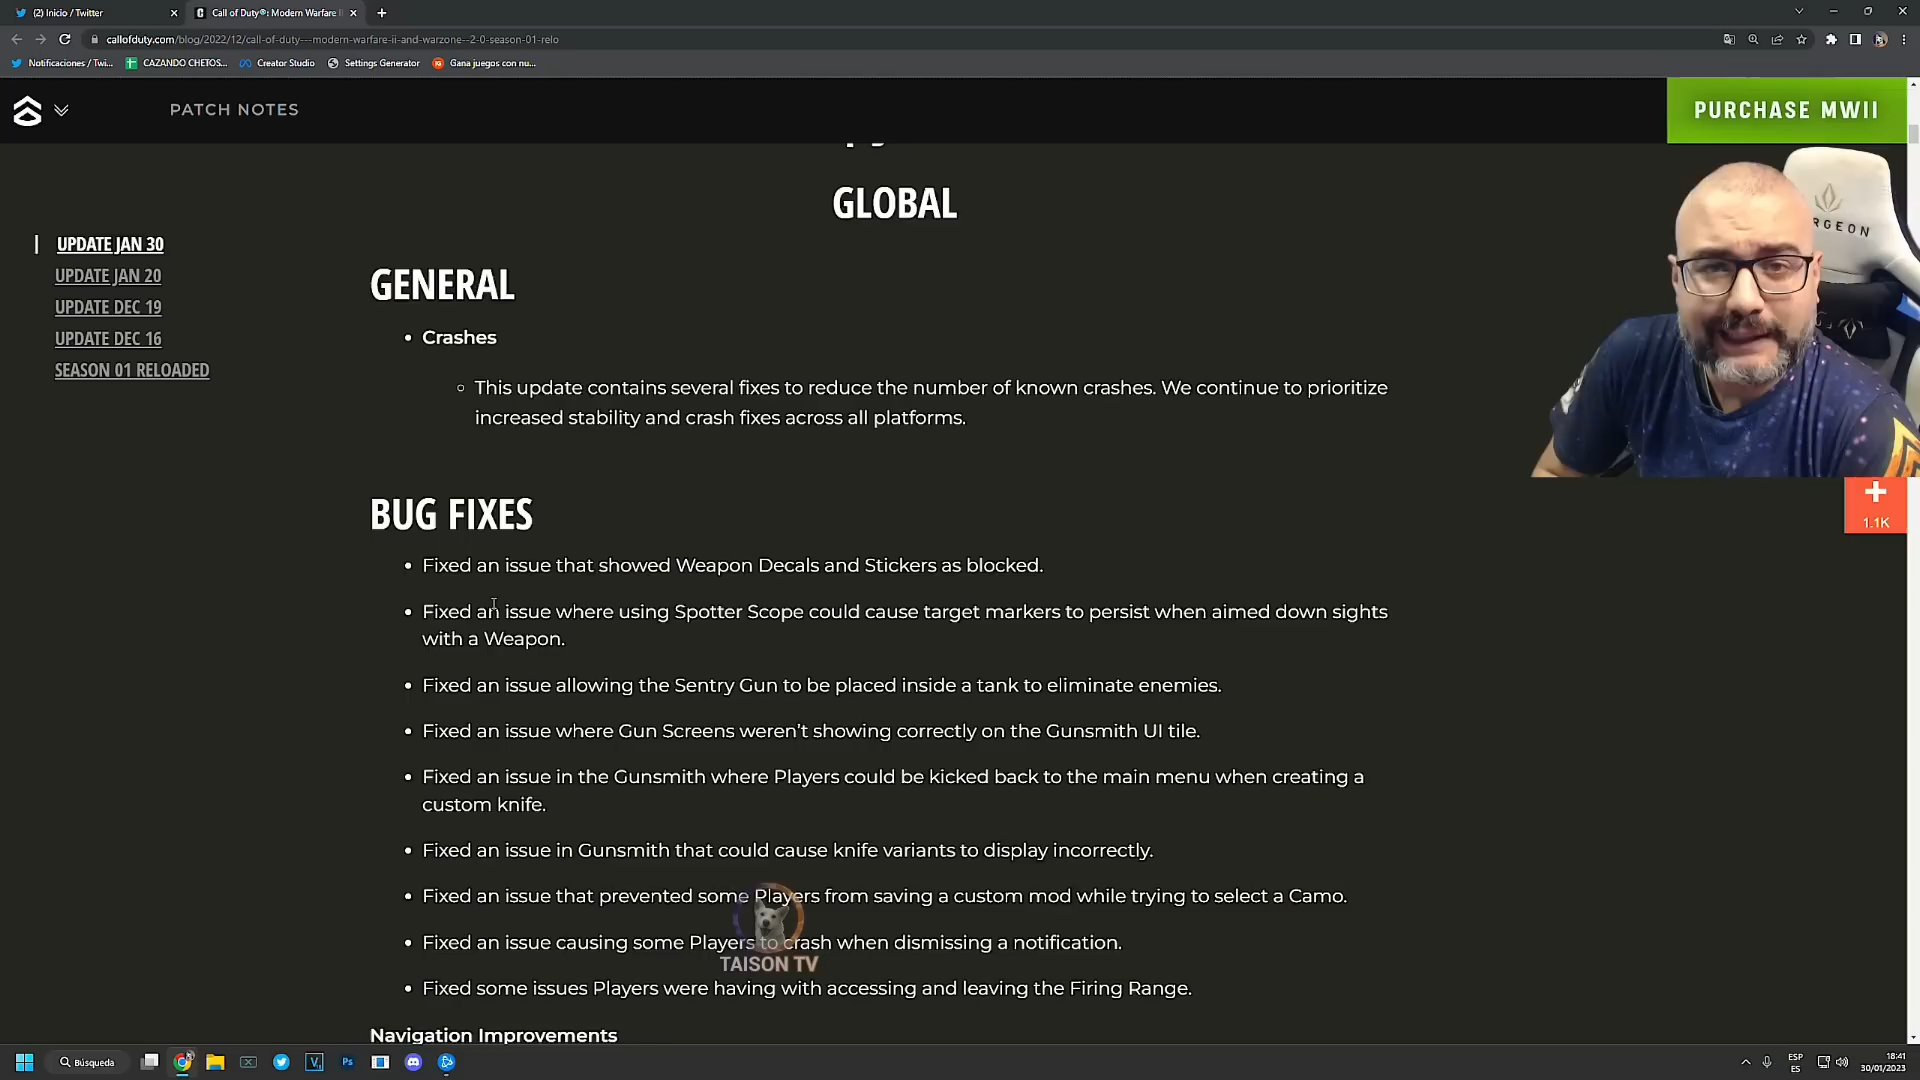 (2) Inicio / Twitter
Call of Duty®: Modern Warfare II
callofduty.com/blog/2022/12/call-of-duty---modern-warfare-ii-and-warzone--2-0-season-01-relo
Notificaciones / Twi...
CAZANDO CHETOS...
Creator Studio
Settings Generator
Gana juegos con nu...
PATCH NOTES
PURCHASE MWII
GLOBAL
UPDATE JAN 30
UPDATE JAN 20
UPDATE DEC 19
UPDATE DEC 16
SEASON 01 RELOADED
GENERAL
• Crashes
This update contains several fixes to reduce the number of known crashes. We continue to prioritize
increased stability and crash fixes across all platforms.
RGEON
+
1.1K
BUG FIXES
• Fixed an issue that showed Weapon Decals and Stickers as blocked.
• Fixed an issue where using Spotter Scope could cause target markers to persist when aimed down sights
with a Weapon.
• Fixed an issue allowing the Sentry Gun to be placed inside a tank to eliminate enemies.
• Fixed an issue where Gun Screens weren't showing correctly on the Gunsmith UI tile.
• Fixed an issue in the Gunsmith where Players could be kicked back to the main menu when creating a
custom knife.
• Fixed an issue in Gunsmith that could cause knife variants to display incorrectly.
• Fixed an issue that prevented some Players from saving a custom mod while trying to select a Camo.
• Fixed an issue causing some Players to crash when dismissing a notification.
TAISON TV
• Fixed some issues Players were having with accessing and leaving the Firing Range.
Navigation Improvements
Búsqueda
Ps
ESP
ES
18:41
30/01/2023